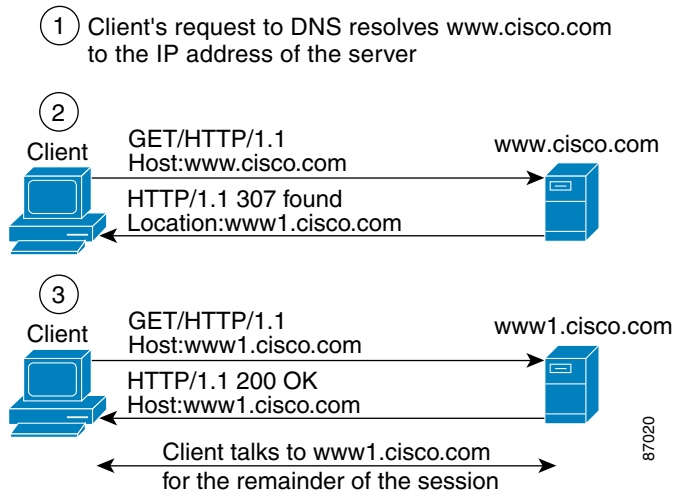 1 Client's request to DNS resolves www.cisco.com
to the IP address of the server
2
Client
GET/HTTP/1.1
Host:www.cisco.com
www.cisco.com
HTTP/1.1 307 found
Location:www1.cisco.com
3
Client
GET/HTTP/1.1
Host:www1.cisco.com
www1.cisco.com
HTTP/1.1 200 OK
Host:www1.cisco.com
Client talks to www1.cisco.com
for the remainder of the session
87020